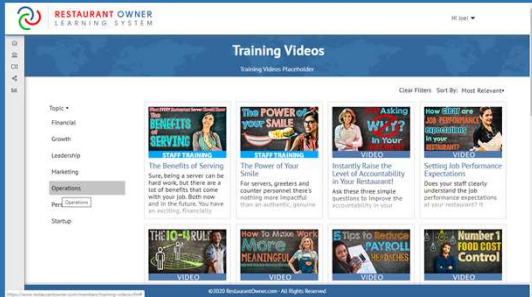 RESTAURANT OWNER
LEARNING SYSTEM
Hi Joel
Training Videos
Training Videos Placeholder
Clear Filters Sort By: Most Relevant
Topic
Financial
Growth
Leadership
Marketing
Operations
Operations
Startup
The BENEFITS
of SERVING
STAFF TRAINING
The Benefits of Serving
Sure, being a server can be
hard work, but there are a
lot of benefits that come
with your job. Both now
and in the future. You have
an exciting, financially
The POWER of
your SMILE
STAFF TRAINING
The Power of Your
Smile
For servers, greeters and
counter personnel there's
nothing more impactful
than an authentic, genuine
Asking
WHY?
In Your
VIDEO
Instantly Raise the
Level of Accountability
in Your Restaurant!
Ask these three simple
questions to improve the
accountability in your
How CLEAR are
JOB PERFORMANCE
expectations
in your
RESTAURANT?
VIDEO
Setting Job Performance
Expectations
Does your staff clearly
understand the job
performance expectations
at your restaurant? It
THE 10-4 RULE
VIDEO
How To Make Work
More
MEANINGFUL
VIDEO
5 Tips to Reduce
PAYROLL
HEADACHES
VIDEO
Number 1
FOOD COST
Control
VIDEO
©2020 RestaurantOwner.com - All Rights Reserved